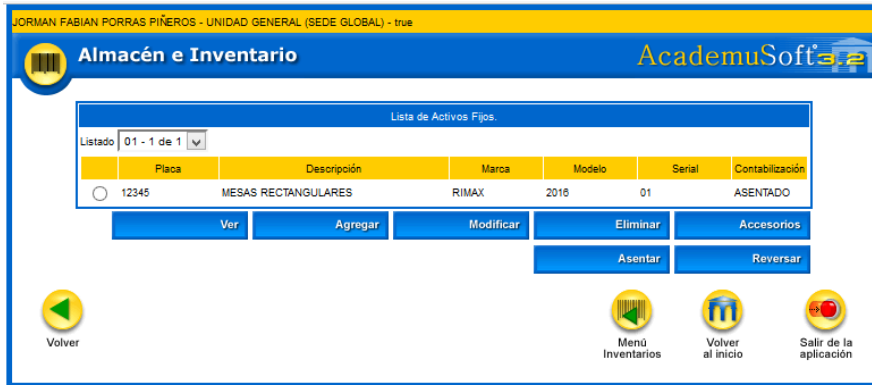 JORMAN FABIAN PORRAS PIÑEROS - UNIDAD GENERAL (SEDE GLOBAL) - true
Almacén e Inventario
AcademuSoft 3.2
Lista de Activos Fijos.
Listado 01 - 1 de 1
Placa Descripción Marca Modelo Serial Contabilización
12345 MESAS RECTANGULARES RIMAX 2016 01 ASENTADO
Ver Agregar Modificar Eliminar Accesorios
Asentar Reversar
Volver
Menú
Inventarios
Volver
al inicio
Salir de la
aplicación